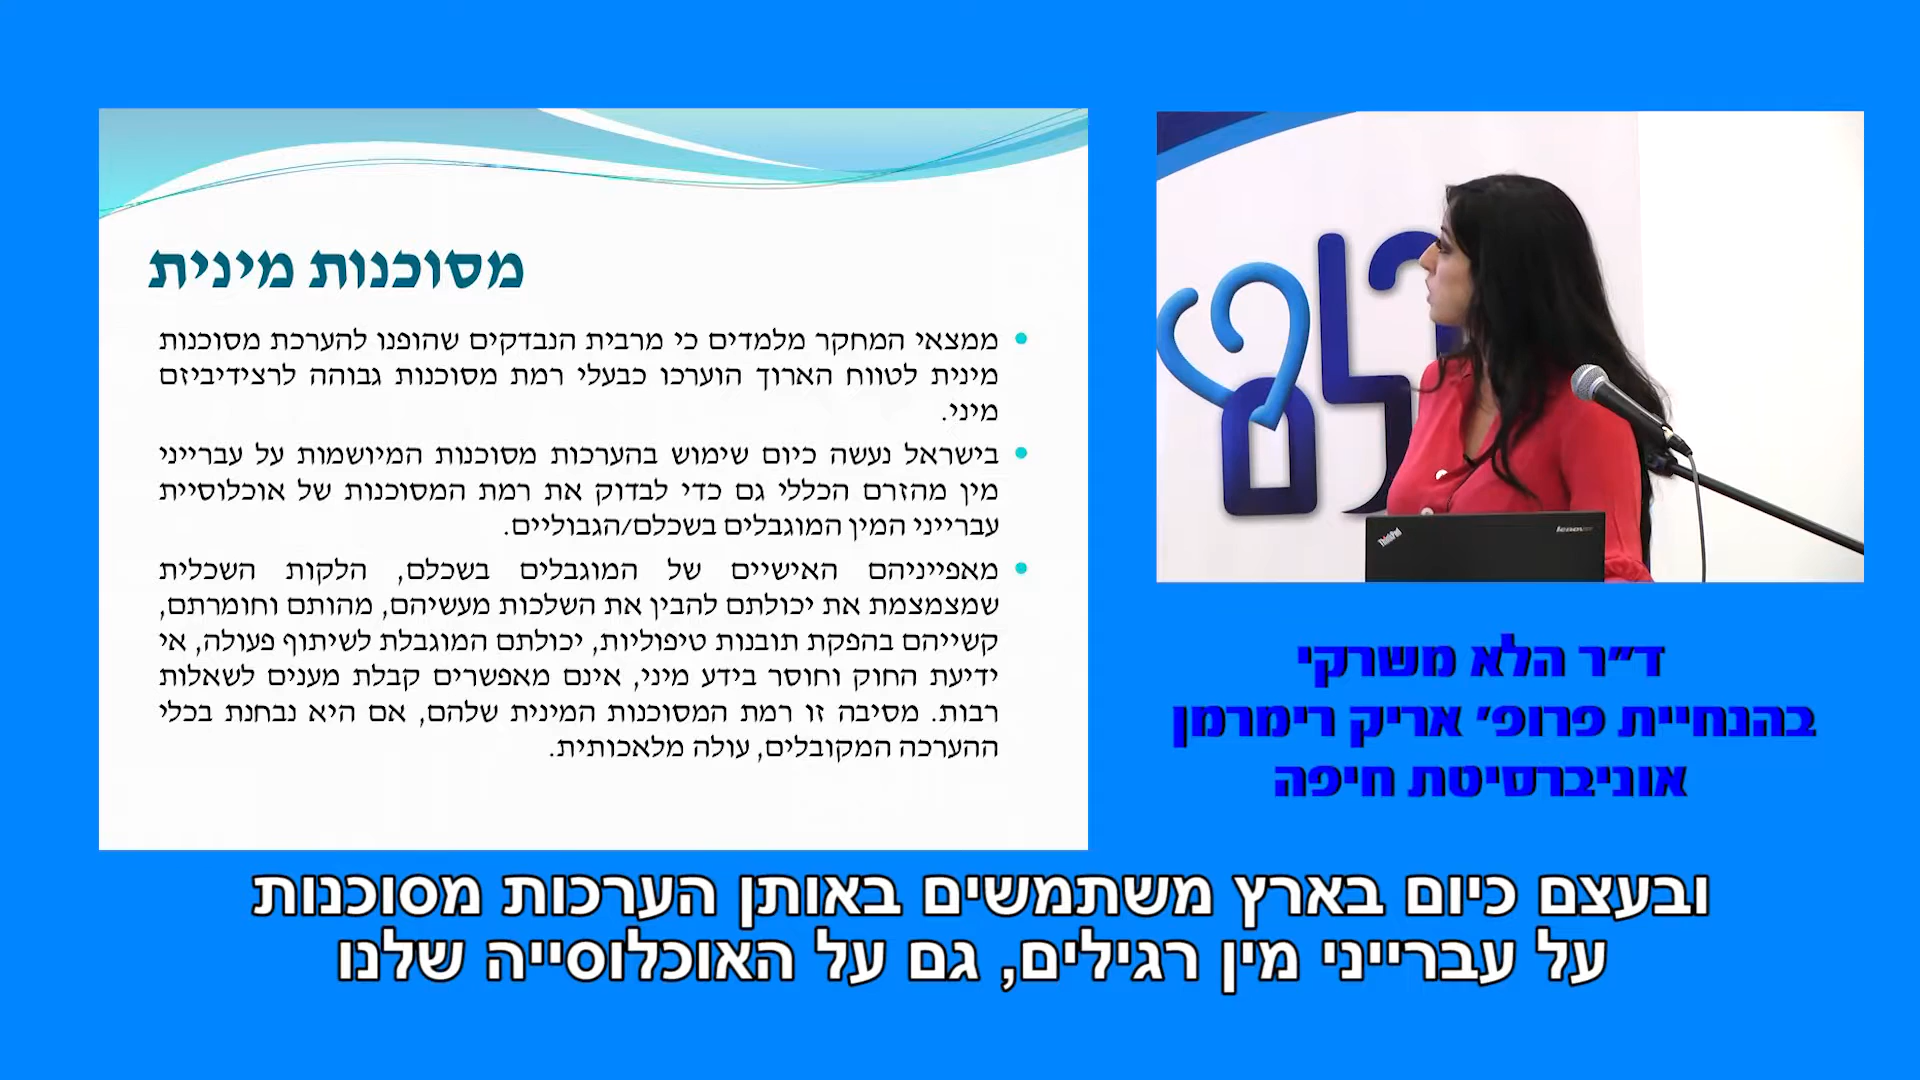 מסוכנות מינית
• ממצאי המחקר מלמדים כי מרבית הנבדקים שהופנו להערכת מסוכנות
מינית לטווח הארוך הוערכו כבעלי רמת מסוכנות גבוהה לרצידיביזם
מיני.
• בישראל נעשה כיום שימוש בהערכות מסוכנות המיושמות על עברייני
מין מהזרם הכללי גם כדי לבדוק את רמת המסוכנות של אוכלוסיית
עברייני המין המוגבלים בשכלם/הגבוליים.
• מאפייניהם האישיים של המוגבלים בשכלם, הלקות השכלית
שמצמצמת את יכולתם להבין את השלכות מעשיהם, מהותם וחומרתם,
קשייהם בהפקת תובנות טיפוליות, יכולתם המוגבלת לשיתוף פעולה, אי
ידיעת החוק וחוסר בידע מיני, אינם מאפשרים קבלת מענים לשאלות
רבות. מסיבה זו רמת המסוכנות המינית שלהם, אם היא נבחנת בכלי
ההערכה המקובלים, עולה מלאכותית.
ThinkPad
lenovo
ד״ר הלא משרקי
בהנחיית פרופ׳ אריק רימרמן
אוניברסיטת חיפה
ובעצם כיום בארץ משתמשים באותן הערכות מסוכנות
על עברייני מין רגילים, גם על האוכלוסייה שלנו